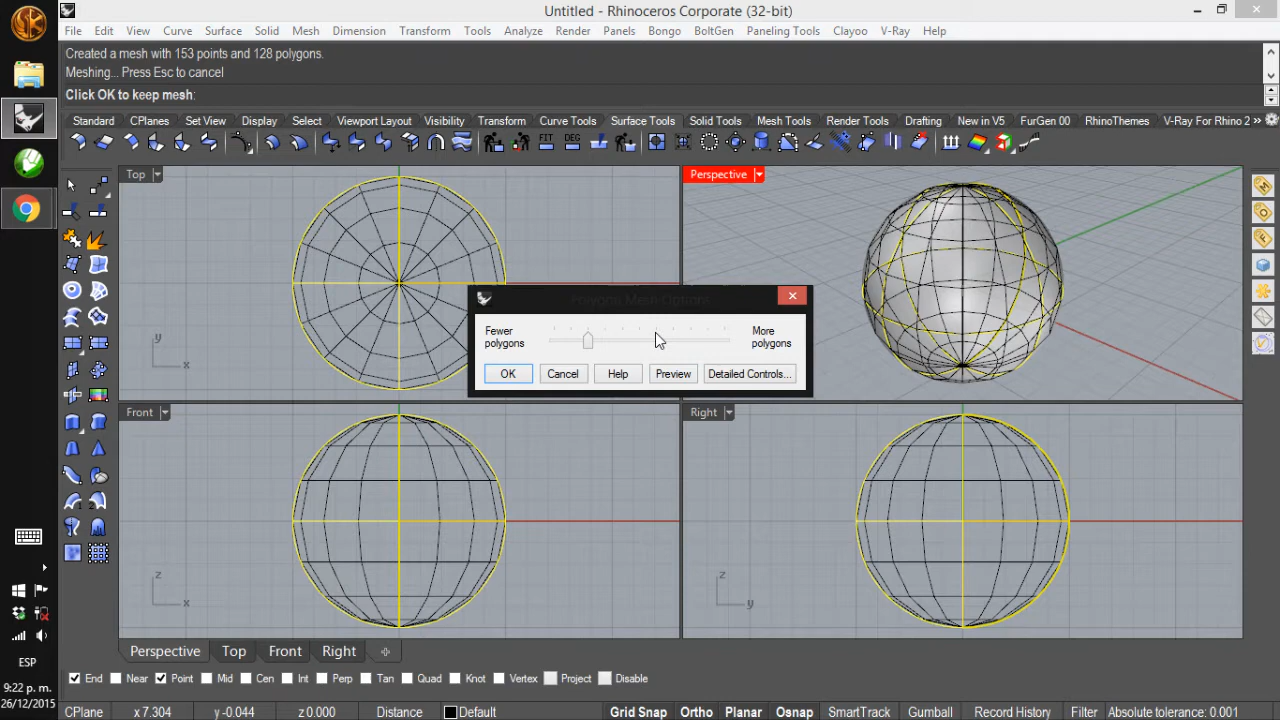 Untitled - Rhinoceros Corporate (32-bit)
File Edit View Curve Surface Solid Mesh Dimension Transform Tools Analyze Render Panels Bongo BoltGen Paneling Tools Clayoo V-Ray Help
Created a mesh with 153 points and 128 polygons.
Meshing... Press Esc to cancel
Click OK to keep mesh:
Standard CPlanes Set View Display Select Viewport Layout Visibility Transform Curve Tools Surface Tools Solid Tools Mesh Tools Render Tools Drafting New in V5 FurGen 00 RhinoThemes V-Ray For Rhino 2 »
FIT DEG
Top
Perspective
y
x
Polygon Mesh Options
Fewer polygons
More polygons
OK Cancel Help Preview Detailed Controls...
Front
Right
z
x
z
y
Perspective Top Front Right
End Near Point Mid Cen Int Perp Tan Quad Knot Vertex Project Disable
CPlane x 7.304 y -0.044 z 0.000 Distance Default Grid Snap Ortho Planar Osnap SmartTrack Gumball Record History Filter Absolute tolerance: 0.001
ESP
9:22 p. m.
26/12/2015